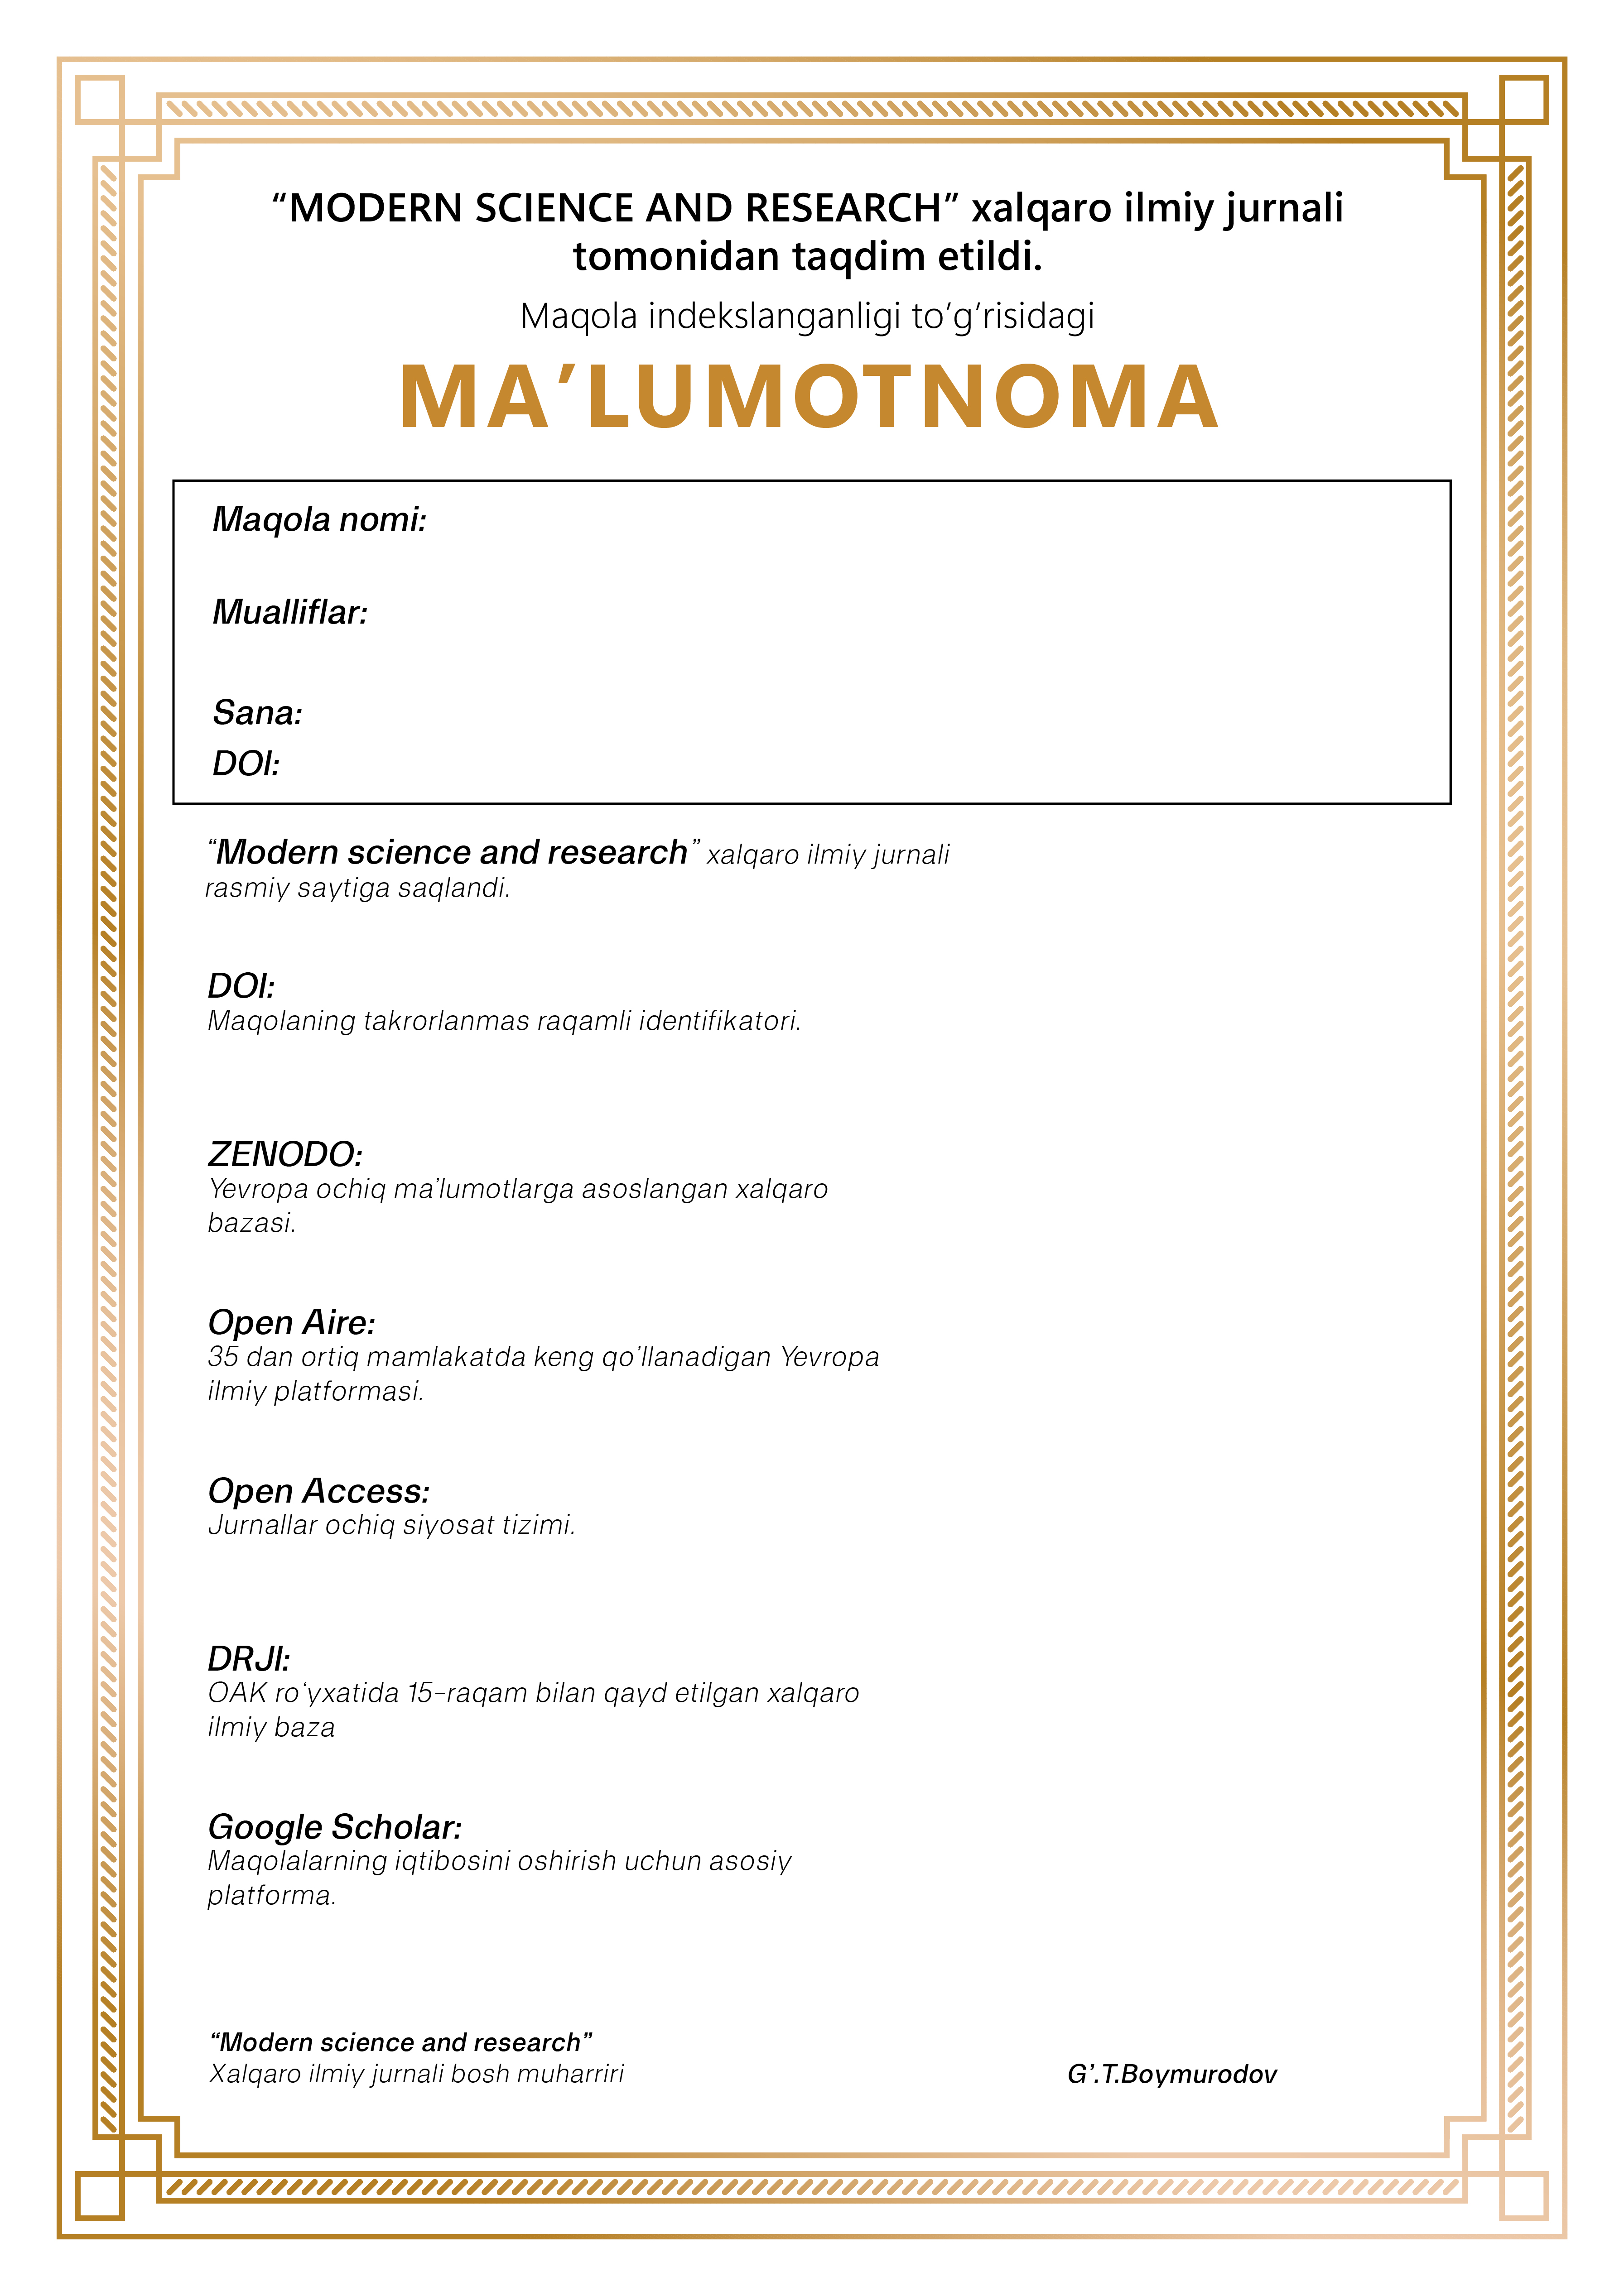 “MODERN SCIENCE AND RESEARCH” xalqaro ilmiy jurnali
tomonidan taqdim etildi.
Maqola indekslanganligi to’g’risidagi
MA’LUMOTNOMA
Maqola nomi:
Mualliflar:
Sana:
DOI:
“Modern science and research” xalqaro ilmiy jurnali
rasmiy saytiga saqlandi.
DOI:
Maqolaning takrorlanmas raqamli identifikatori.
ZENODO:
Yevropa ochiq ma’lumotlarga asoslangan xalqaro
bazasi.
Open Aire:
35 dan ortiq mamlakatda keng qo’llanadigan Yevropa
ilmiy platformasi.
Open Access:
Jurnallar ochiq siyosat tizimi.
DRJI:
OAK ro‘yxatida 15-raqam bilan qayd etilgan xalqaro
ilmiy baza
Google Scholar:
Maqolalarning iqtibosini oshirish uchun asosiy
platforma.
“Modern science and research”
Xalqaro ilmiy jurnali bosh muharriri
G’.T.Boymurodov